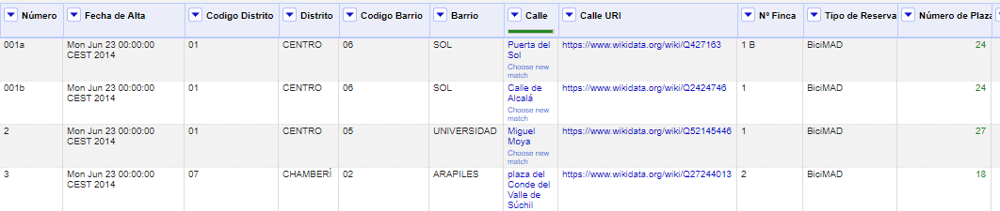 Número Fecha de Alta Codigo Distrito Distrito Codigo Barrio Barrio Calle Calle URI Nº Finca Tipo de Reserva Número de Plaza
001a Mon Jun 23 00:00:00 01 CENTRO 06 SOL Puerta del https://www.wikidata.org/wiki/Q427163 1 B BiciMAD 24
CEST 2014 Sol
Choose new
match
001b Mon Jun 23 00:00:00 01 CENTRO 06 SOL Calle de https://www.wikidata.org/wiki/Q2424746 1 BiciMAD 24
CEST 2014 Alcalá
Choose new
match
2 Mon Jun 23 00:00:00 01 CENTRO 05 UNIVERSIDAD Miguel https://www.wikidata.org/wiki/Q52145446 1 BiciMAD 27
CEST 2014 Moya
Choose new
match
3 Mon Jun 23 00:00:00 07 CHAMBERÍ 02 ARAPILES plaza del https://www.wikidata.org/wiki/Q27244013 2 BiciMAD 18
CEST 2014 Conde del
Valle de
Súchil